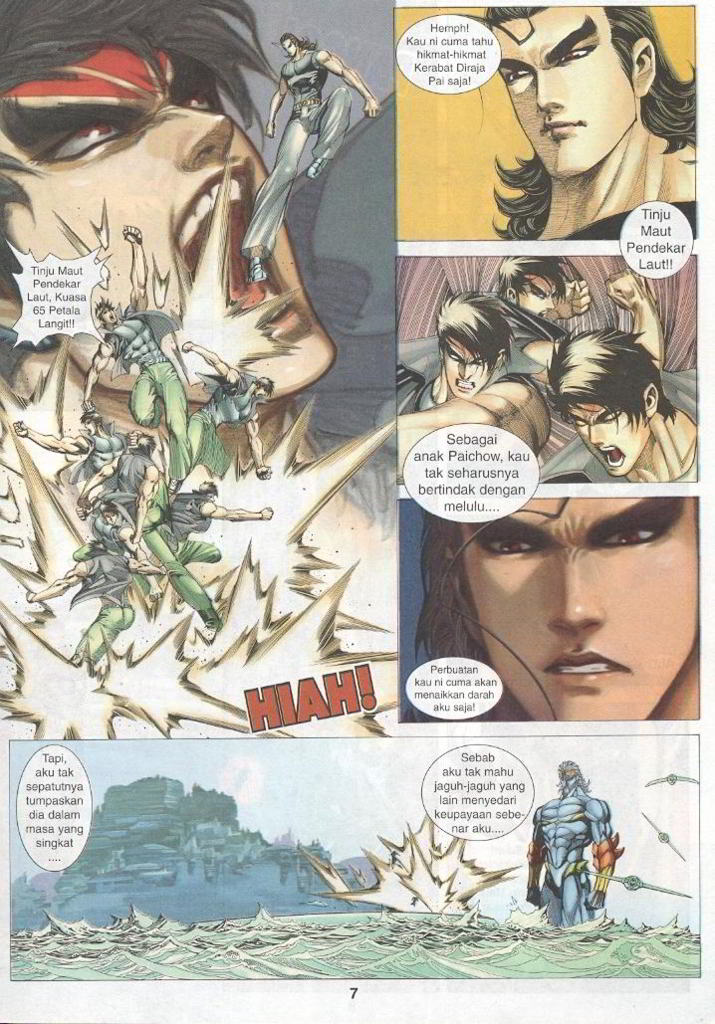 Tinju Maut
Pendekar
Laut, Kuasa
65 Petala
Langit!!
HIAH!
Hemph!
Kau ni cuma tahu
hikmat-hikmat
Kerabat Diraja
Pai saja!
Tinju
Maut
Pendekar
Laut!!
Sebagai
anak Paichow, kau
tak seharusnya
bertindak dengan
melulu....
Perbuatan
kau ni cuma akan
menaikkan darah
aku saja!
Tapi,
aku tak
sepatutnya
tumpaskan
dia dalam
masa yang
singkat
....
Sebab
aku tak mahu
jaguh-jaguh yang
lain menyedari
keupayaan sebe-
nar aku....
7